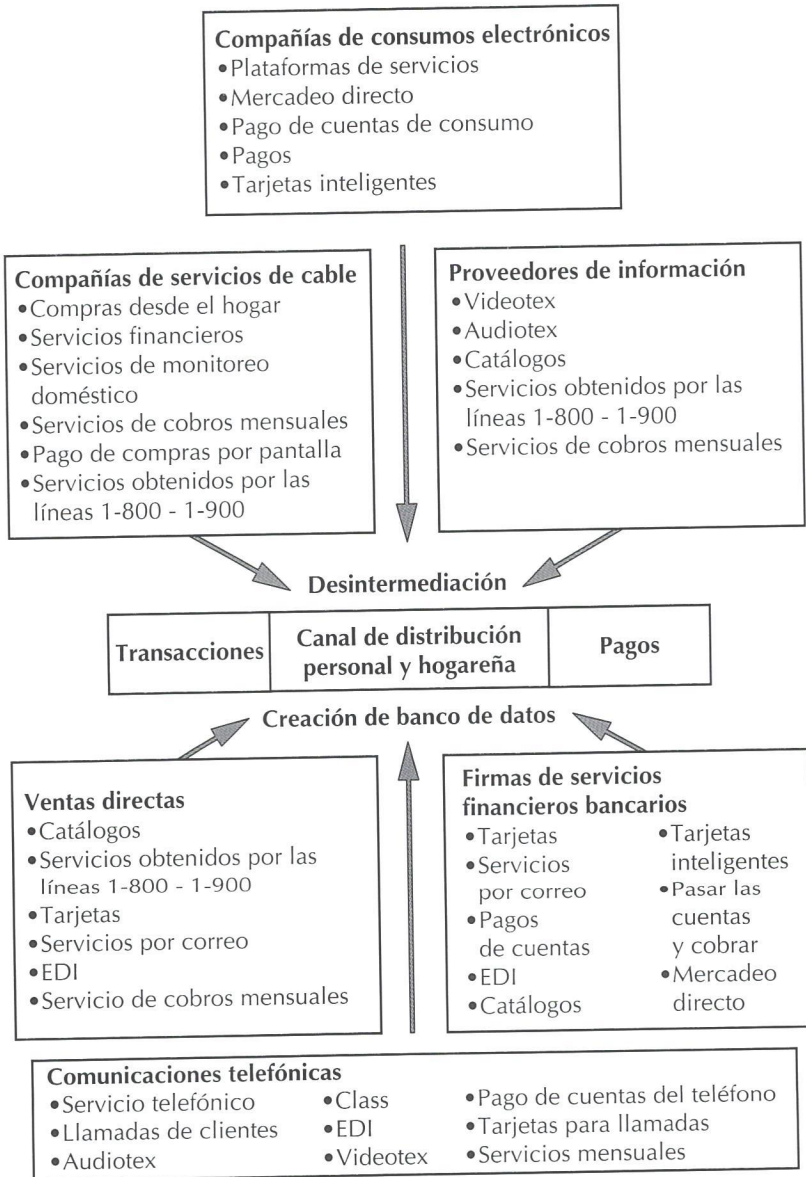 Compañías de consumos electrónicos
•Plataformas de servicios
•Mercadeo directo
•Pago de cuentas de consumo
•Pagos
•Tarjetas inteligentes
Compañías de servicios de cable
•Compras desde el hogar
•Servicios financieros
•Servicios de monitoreo
doméstico
•Servicios de cobros mensuales
•Pago de compras por pantalla
•Servicios obtenidos por las
líneas 1-800 - 1-900
Proveedores de información
•Videotex
•Audiotex
•Catálogos
•Servicios obtenidos por las
líneas 1-800 - 1-900
•Servicios de cobros mensuales
Desintermediación
Transacciones
Canal de distribución
personal y hogareña
Pagos
Creación de banco de datos
Ventas directas
•Catálogos
•Servicios obtenidos por las
líneas 1-800 - 1-900
•Tarjetas
•Servicios por correo
•EDI
•Servicio de cobros mensuales
Firmas de servicios
financieros bancarios
•Tarjetas
•Servicios
por correo
•Pagos
de cuentas
•EDI
•Catálogos
•Tarjetas
inteligentes
•Pasar las
cuentas
y cobrar
•Mercadeo
directo
Comunicaciones telefónicas
•Servicio telefónico
•Llamadas de clientes
•Audiotex
•Class
•EDI
•Videotex
•Pago de cuentas del teléfono
•Tarjetas para llamadas
•Servicios mensuales